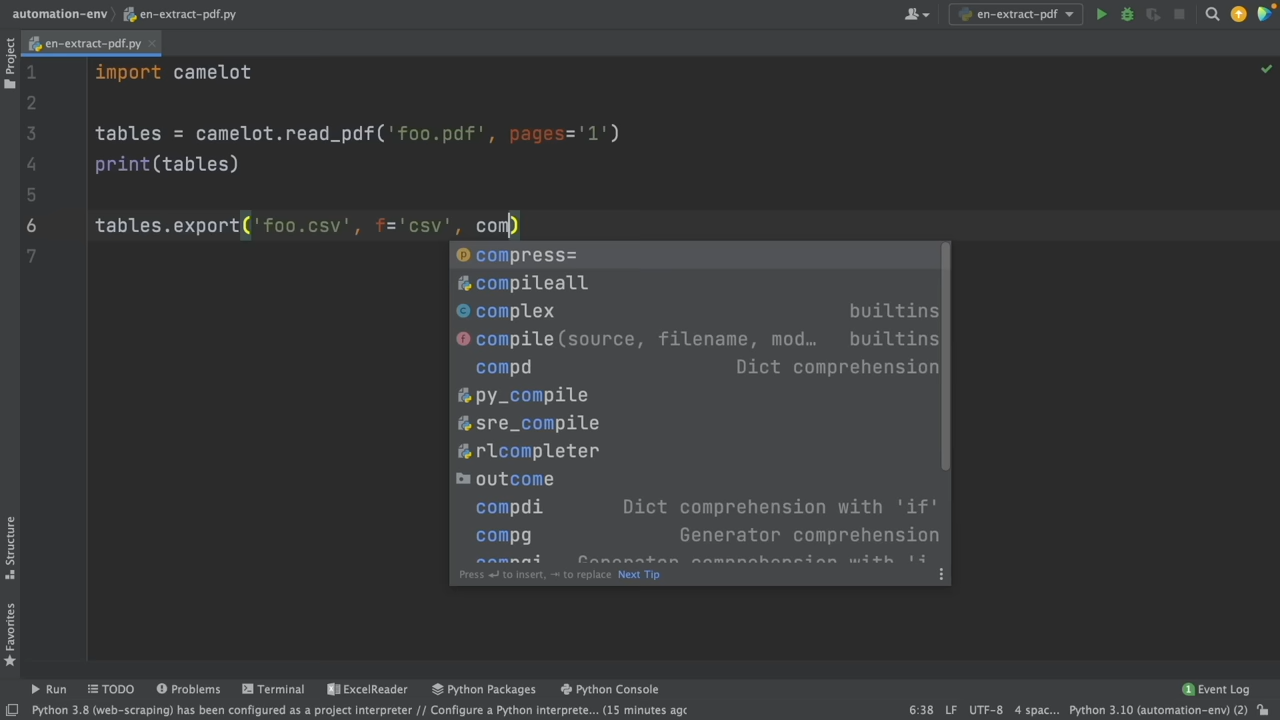 automation-env en-extract-pdf.py en-extract-pdf
en-extract-pdf.py
Project
1 import camelot
2
3 tables = camelot.read_pdf('foo.pdf', pages='1')
4 print(tables)
5
6 tables.export('foo.csv', f='csv', com)
7
compress=
compileall
complex builtins
compile(source, filename, mod… builtins
compd Dict comprehension
py_compile
sre_compile
rlcompleter
outcome
compdi Dict comprehension with 'if'
compg Generator comprehension
compgi Generator comprehension with 'i
Press ↵ to insert, ⇥ to replace Next Tip
Structure
Favorites
Run TODO Problems Terminal ExcelReader Python Packages Python Console 1 Event Log
Python 3.8 (web-scraping) has been configured as a project interpreter // Configure a Python interprete... (15 minutes ago) 6:38 LF UTF-8 4 spac... Python 3.10 (automation-env) (2)